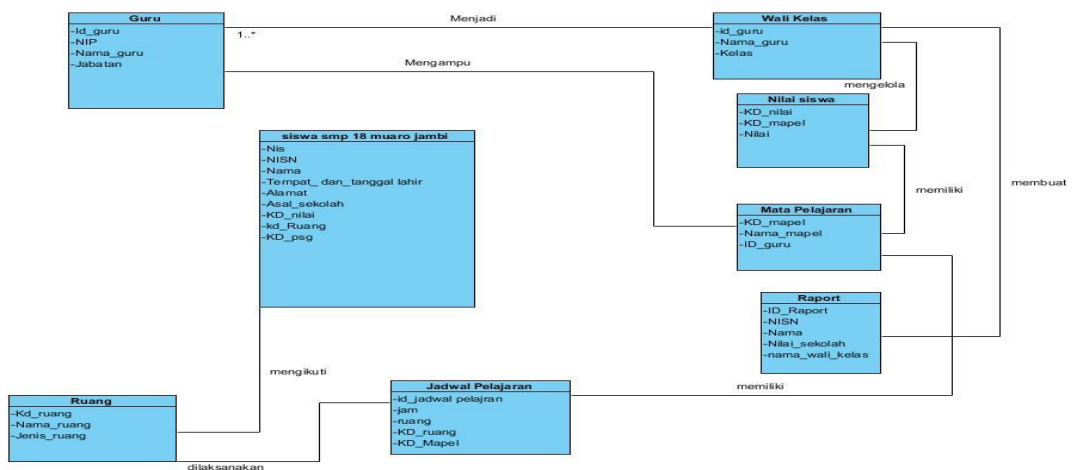 Guru
-Id_guru
-NIP
-Nama_guru
-Jabatan
1..*
Menjadi
Mengampu
Wali Kelas
-id_guru
-Nama_guru
-Kelas
mengelola
Nilai siswa
-KD_nilai
-KD_mapel
-Nilai
memiliki
membuat
siswa smp 18 muaro jambi
-Nis
-NISN
-Nama
-Tempat_ dan_tanggal lahir
-Alamat
-Asal_sekolah
-KD_nilai
-kd_Ruang
-KD_psg
Mata Pelajaran
-KD_mapel
-Nama_mapel
-ID_guru
Raport
-ID_Raport
-NISN
-Nama
-Nilai_sekolah
-nama_wali_kelas
mengikuti
memiliki
Jadwal Pelajaran
-id_jadwal pelajran
-jam
-ruang
-KD_ruang
-KD_Mapel
Ruang
-Kd_ruang
-Nama_ruang
-Jenis_ruang
dilaksanakan